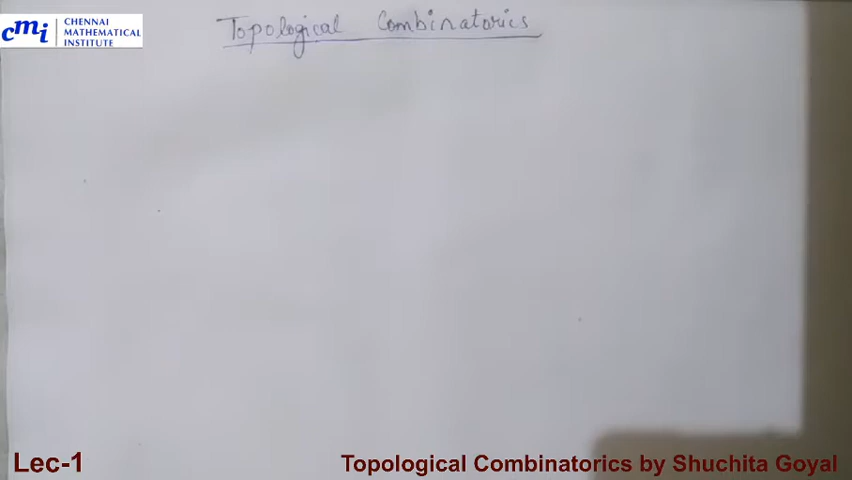 Topological Combinatorics
cmi
CHENNAI
MATHEMATICAL
INSTITUTE
Lec-1
Topological Combinatorics by Shuchita Goyal